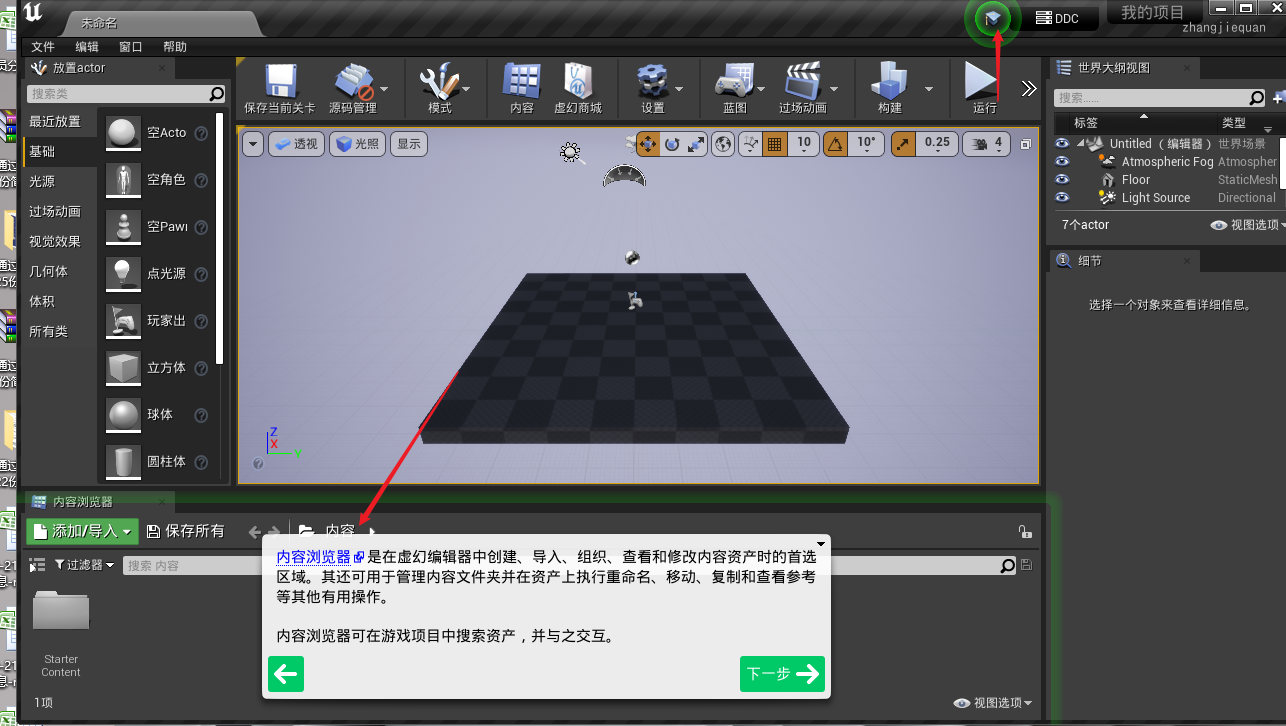 未命名
DDC
我的项目
zhangjiequan
文件 编辑 窗口 帮助
放置actor
搜索类
最近放置
基础
光源
过场动画
视觉效果
几何体
体积
所有类
空Acto
空角色
空Pawı
点光源
玩家出
立方体
球体
圆柱体
保存当前关卡 源码管理 模式 内容 虚幻商城 设置 蓝图 过场动画 构建 运行
透视 光照 显示
10 10° 0.25 4
Z
X
Y
世界大纲视图
搜索......
标签 类型
Untitled（编辑器） 世界场景
Atmospheric Fog Atmospher
Floor StaticMesh
Light Source Directional
7个actor 视图选项
细节
选择一个对象来查看详细信息。
内容浏览器
添加/导入 保存所有 内容
过滤器 搜索 内容
Starter
Content
1项
视图选项
内容浏览器是在虚幻编辑器中创建、导入、组织、查看和修改内容资产时的首选
区域。其还可用于管理内容文件夹并在资产上执行重命名、移动、复制和查看参考
等其他有用操作。
内容浏览器可在游戏项目中搜索资产，并与之交互。
下一步